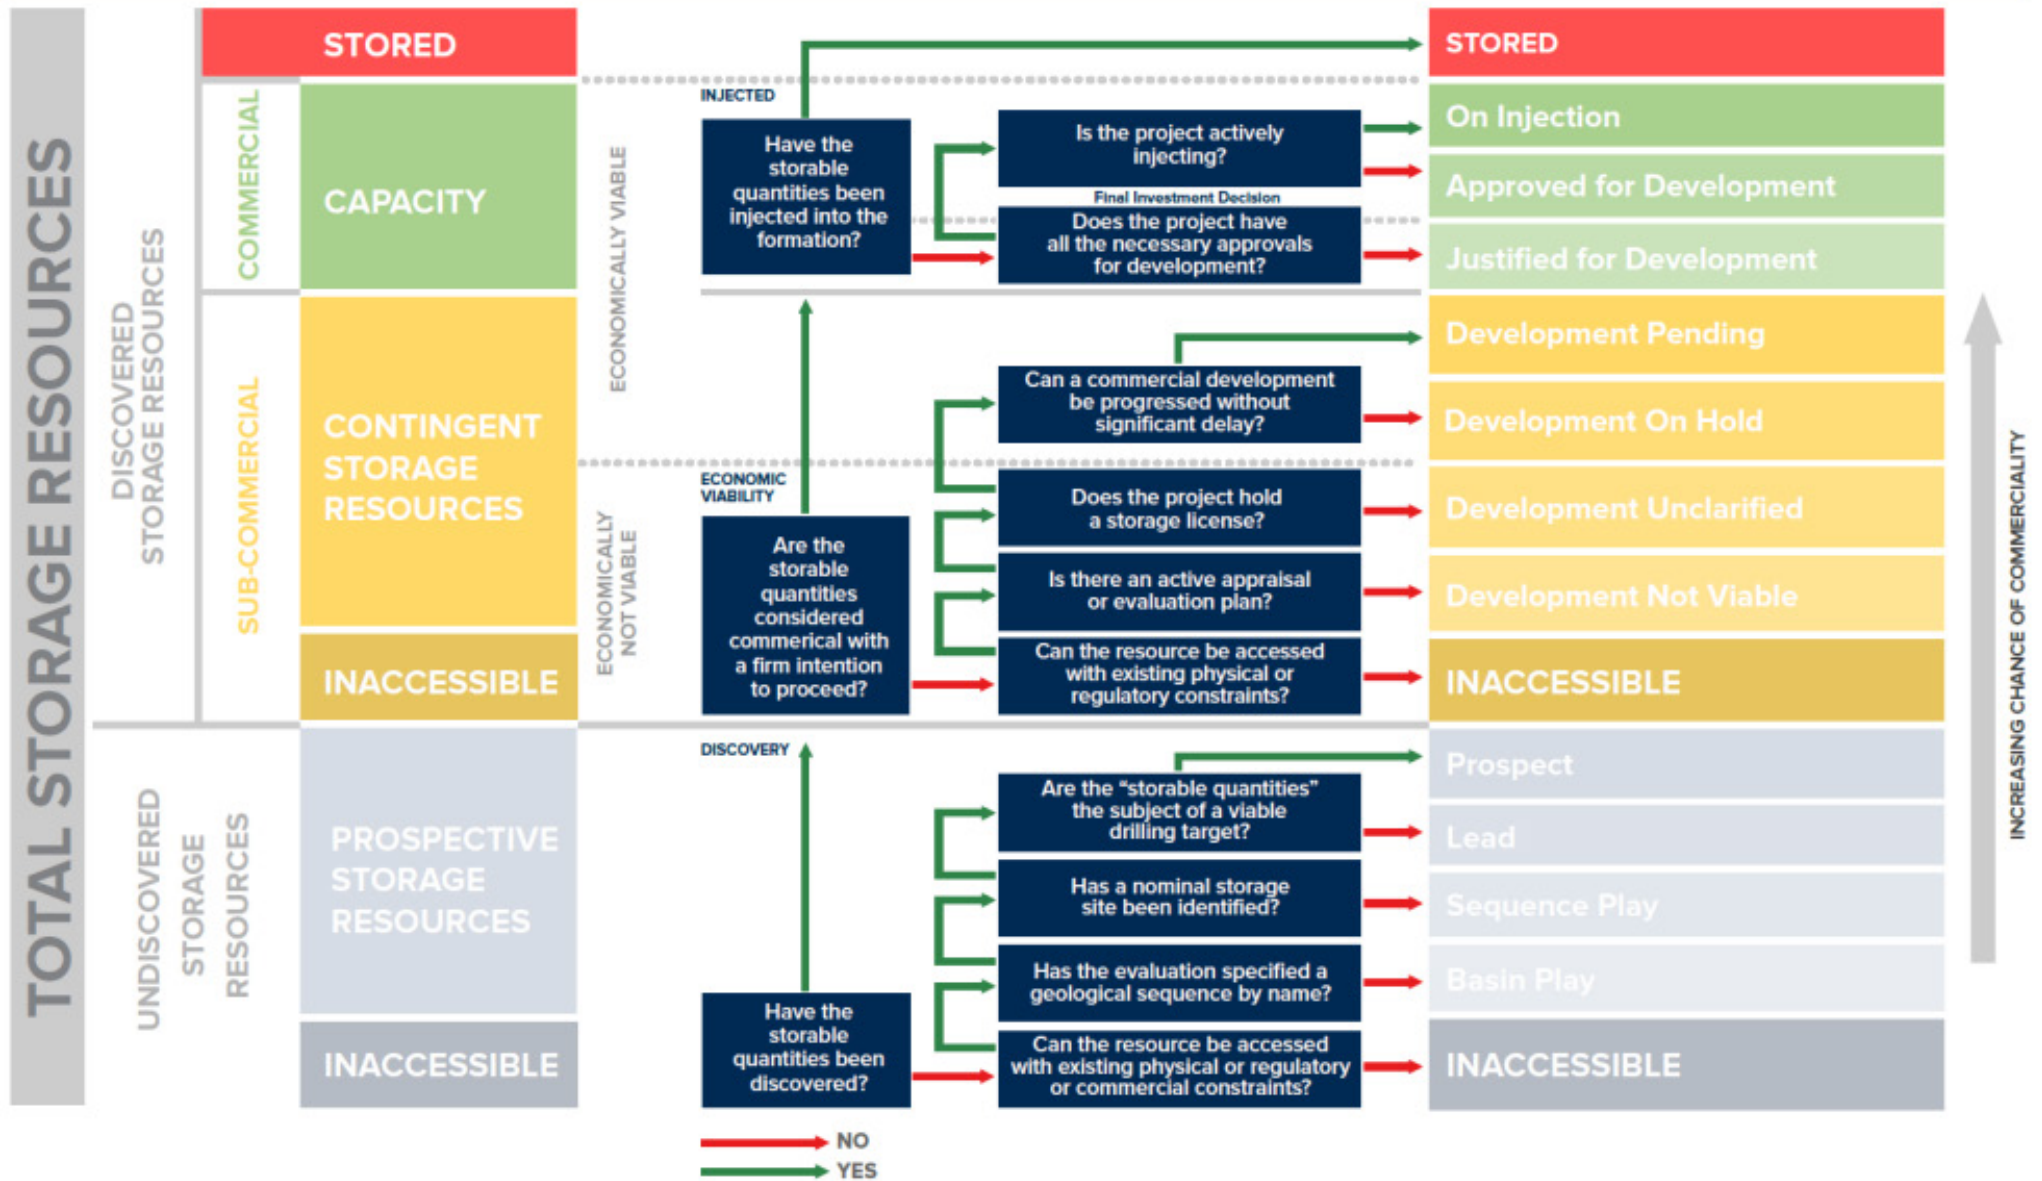 TOTAL STORAGE RESOURCES
DISCOVERED
STORAGE RESOURCES
UNDISCOVERED
STORAGE
RESOURCES
COMMERCIAL
SUB-COMMERCIAL
STORED
CAPACITY
CONTINGENT
STORAGE
RESOURCES
INACCESSIBLE
PROSPECTIVE
STORAGE
RESOURCES
INACCESSIBLE
ECONOMICALLY VIABLE
ECONOMICALLY
NOT VIABLE
INJECTED
Have the
storable
quantities been
injected into the
formation?
Is the project actively
injecting?
Final Investment Decision
Does the project have
all the necessary approvals
for development?
ECONOMIC
VIABILITY
Are the
storable
quantities
considered
commerical with
a firm intention
to proceed?
Can a commercial development
be progressed without
significant delay?
Does the project hold
a storage license?
Is there an active appraisal
or evaluation plan?
Can the resource be accessed
with existing physical or
regulatory constraints?
DISCOVERY
Have the
storable
quantities been
discovered?
Are the “storable quantities”
the subject of a viable
drilling target?
Has a nominal storage
site been identified?
Has the evaluation specified a
geological sequence by name?
Can the resource be accessed
with existing physical or regulatory
or commercial constraints?
STORED
On Injection
Approved for Development
Justified for Development
Development Pending
Development On Hold
Development Unclarified
Development Not Viable
INACCESSIBLE
Prospect
Lead
Sequence Play
Basin Play
INACCESSIBLE
INCREASING CHANCE OF COMMERCIALITY
NO
YES